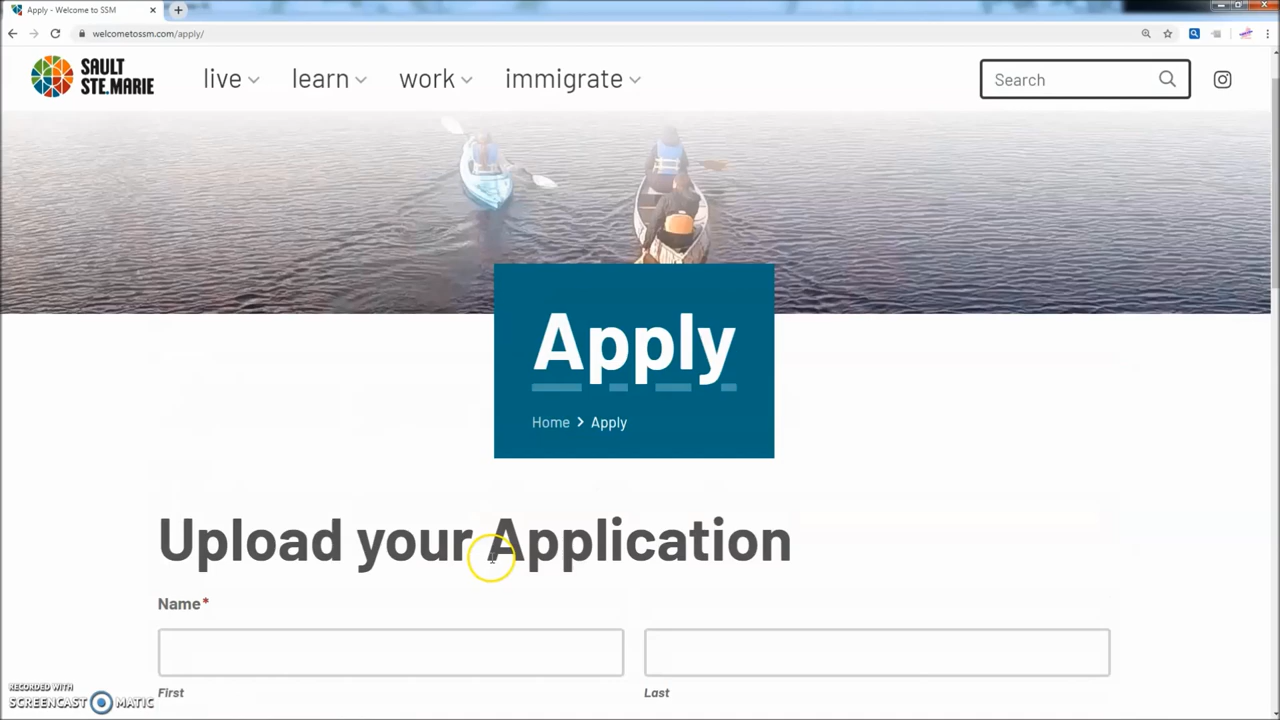 Apply - Welcome to SSM
welcometossm.com/apply/
SAULT
STE.MARIE
live learn work immigrate Search
Apply
Home > Apply
Upload your Application
Name*
First Last
RECORDED WITH
SCREENCAST MATIC